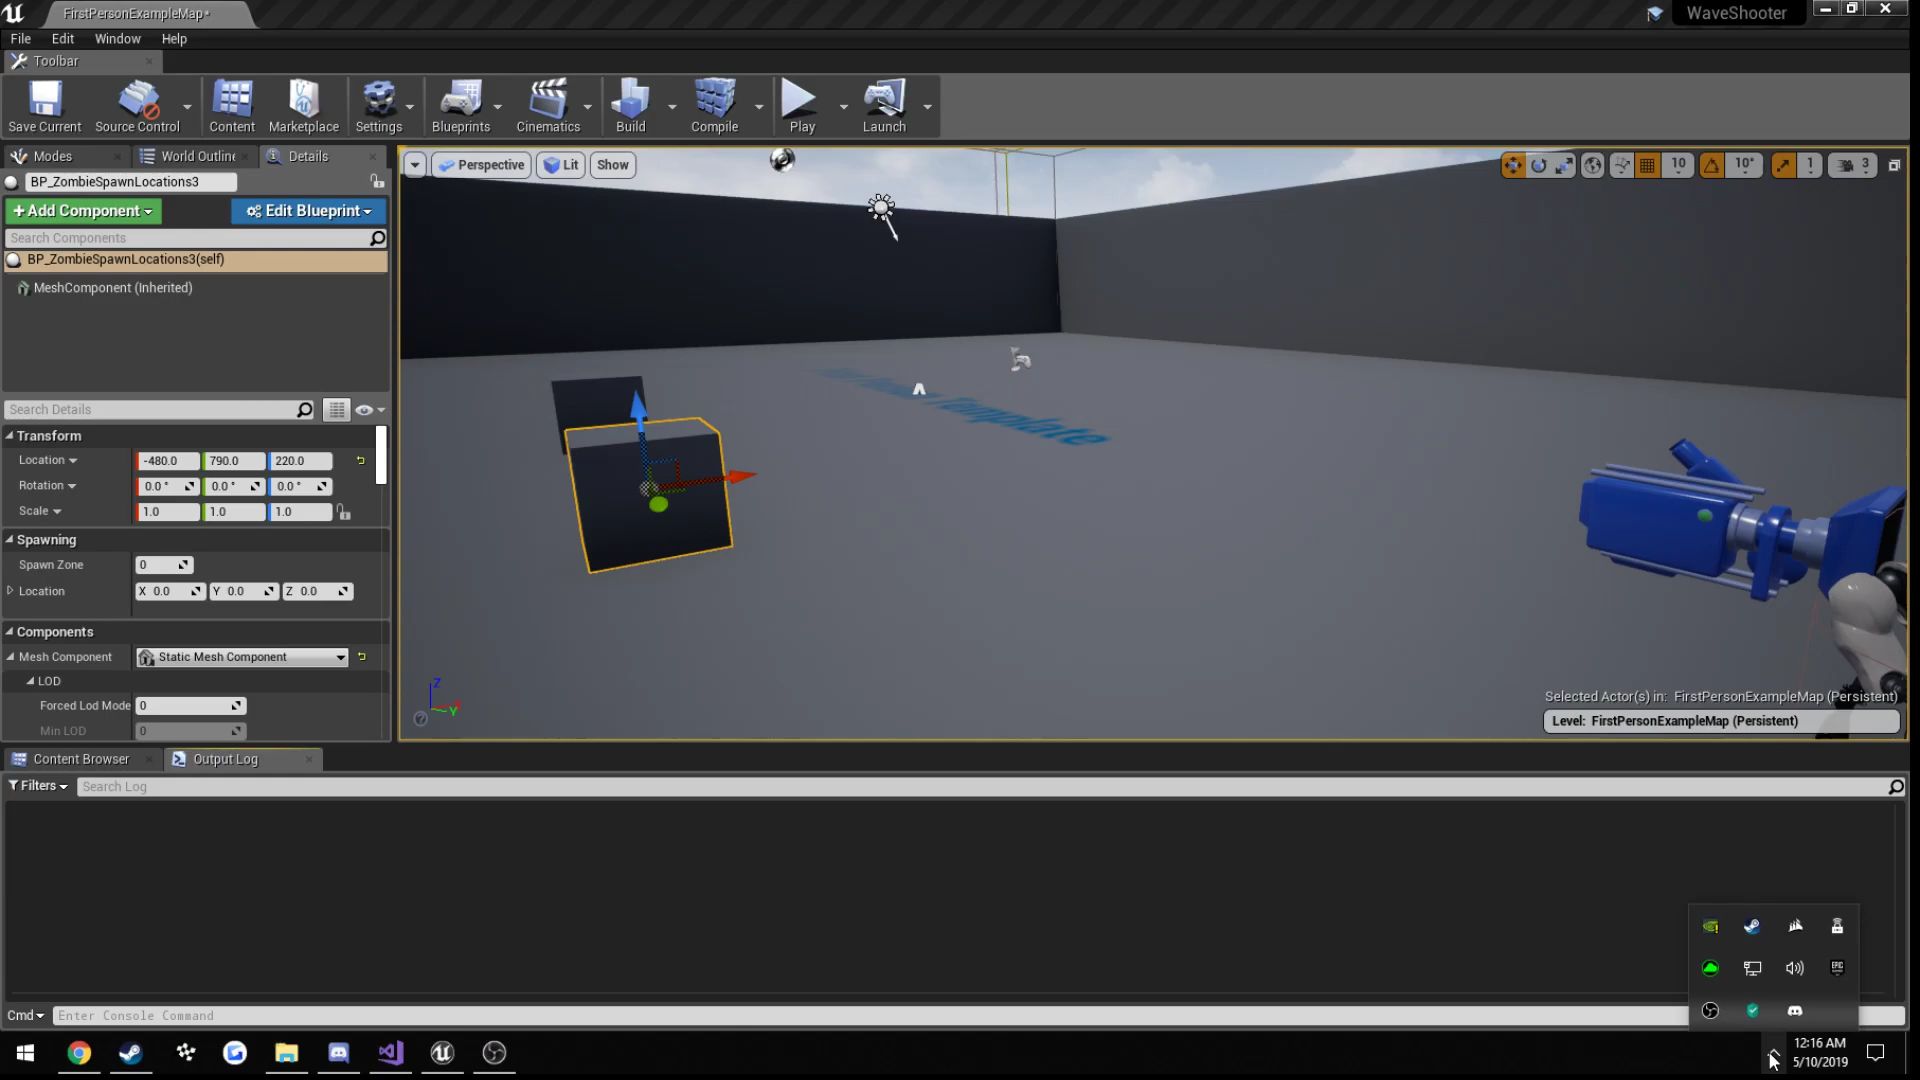 FirstPersonExampleMap*
WaveShooter
File Edit Window Help
Toolbar
Save Current Source Control Content Marketplace Settings Blueprints Cinematics Build Compile Play Launch
Modes World Outline Details
Perspective Lit Show
10 10° 1 3
BP_ZombieSpawnLocations3
+Add Component Edit Blueprint
Search Components
BP_ZombieSpawnLocations3(self)
MeshComponent (Inherited)
Search Details
Transform
Location -480.0 790.0 220.0
Rotation 0.0 ° 0.0 ° 0.0 °
Scale 1.0 1.0 1.0
Spawning
Spawn Zone 0
Location X 0.0 Y 0.0 Z 0.0
Components
Mesh Component Static Mesh Component
LOD
Forced Lod Mode 0
Min LOD 0
Template
Z
Y
Selected Actor(s) in: FirstPersonExampleMap (Persistent)
Level: FirstPersonExampleMap (Persistent)
Content Browser Output Log
Filters Search Log
Cmd Enter Console Command
EPIC
12:16 AM
5/10/2019